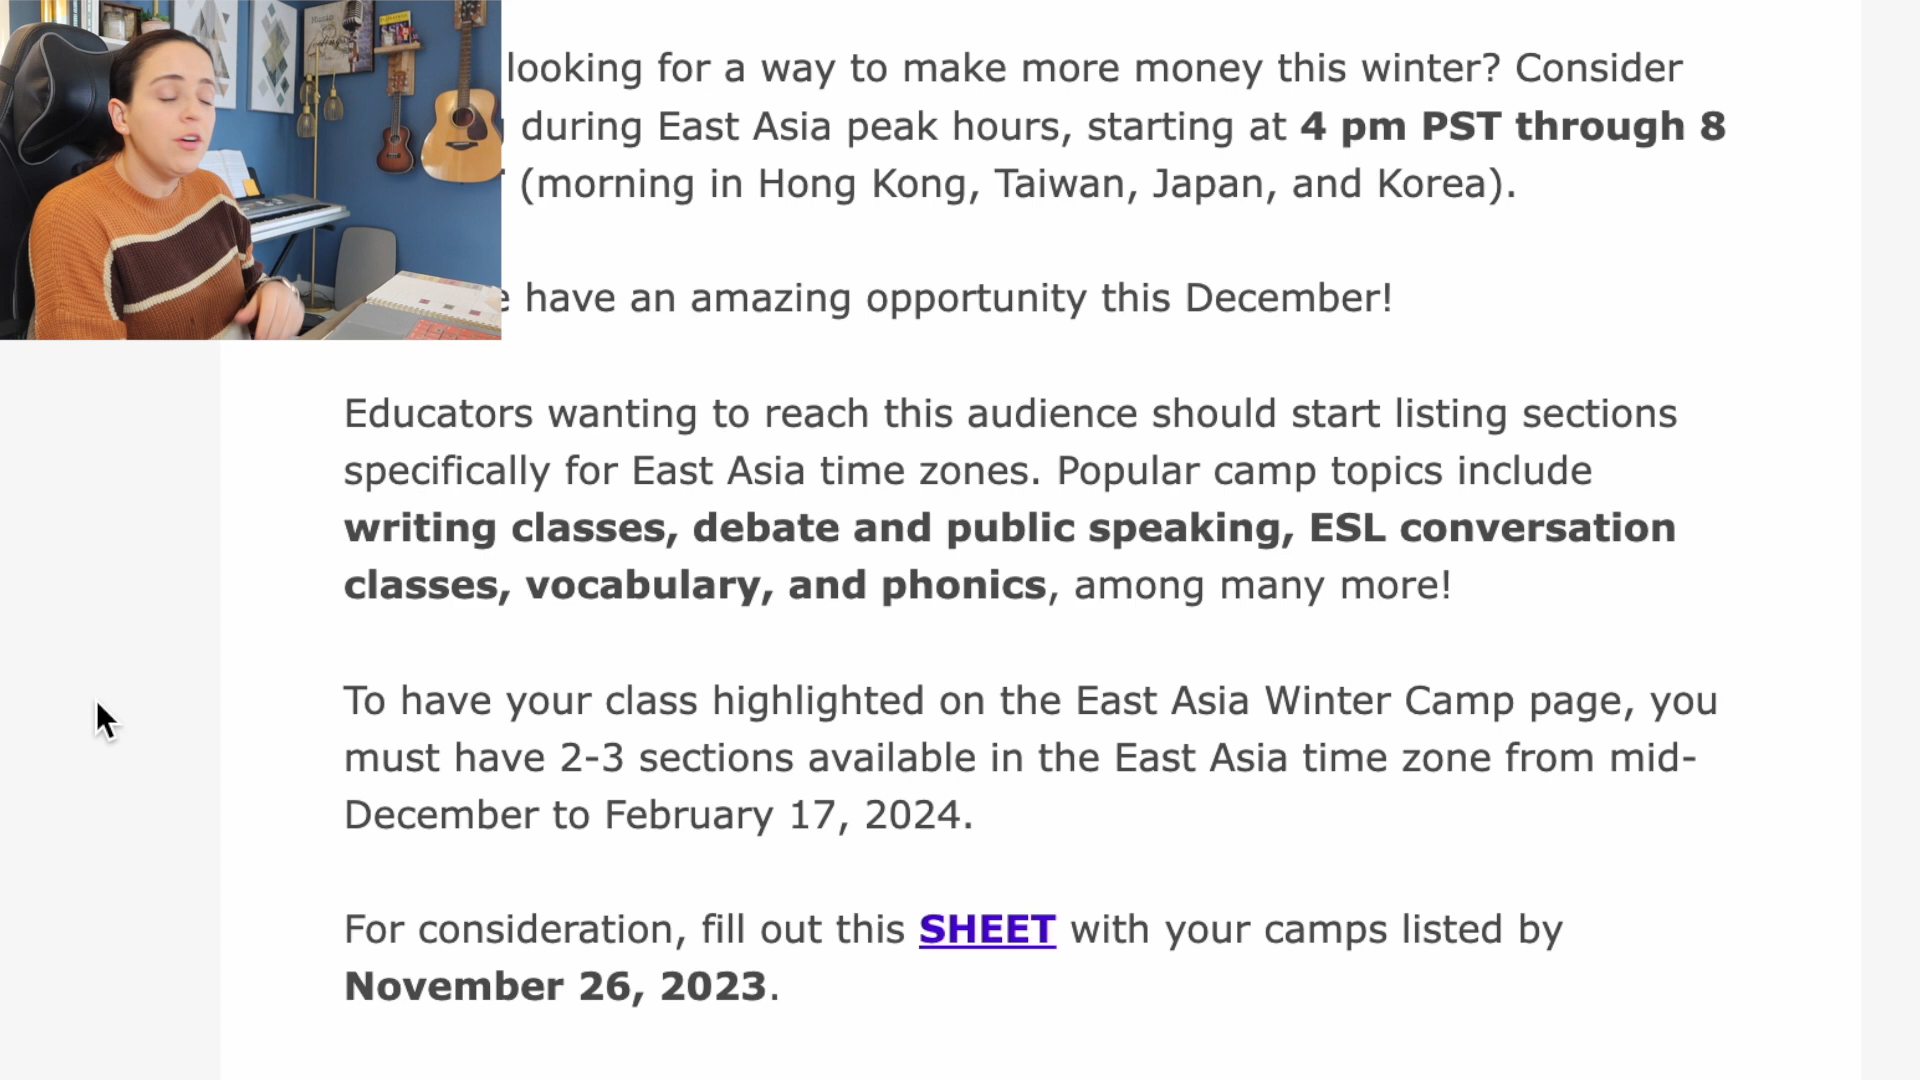 looking for a way to make more money this winter? Consider
during East Asia peak hours, starting at 4 pm PST through 8
(morning in Hong Kong, Taiwan, Japan, and Korea).
have an amazing opportunity this December!
Educators wanting to reach this audience should start listing sections
specifically for East Asia time zones. Popular camp topics include
writing classes, debate and public speaking, ESL conversation
classes, vocabulary, and phonics, among many more!
To have your class highlighted on the East Asia Winter Camp page, you
must have 2-3 sections available in the East Asia time zone from mid-
December to February 17, 2024.
For consideration, fill out this SHEET with your camps listed by
November 26, 2023.